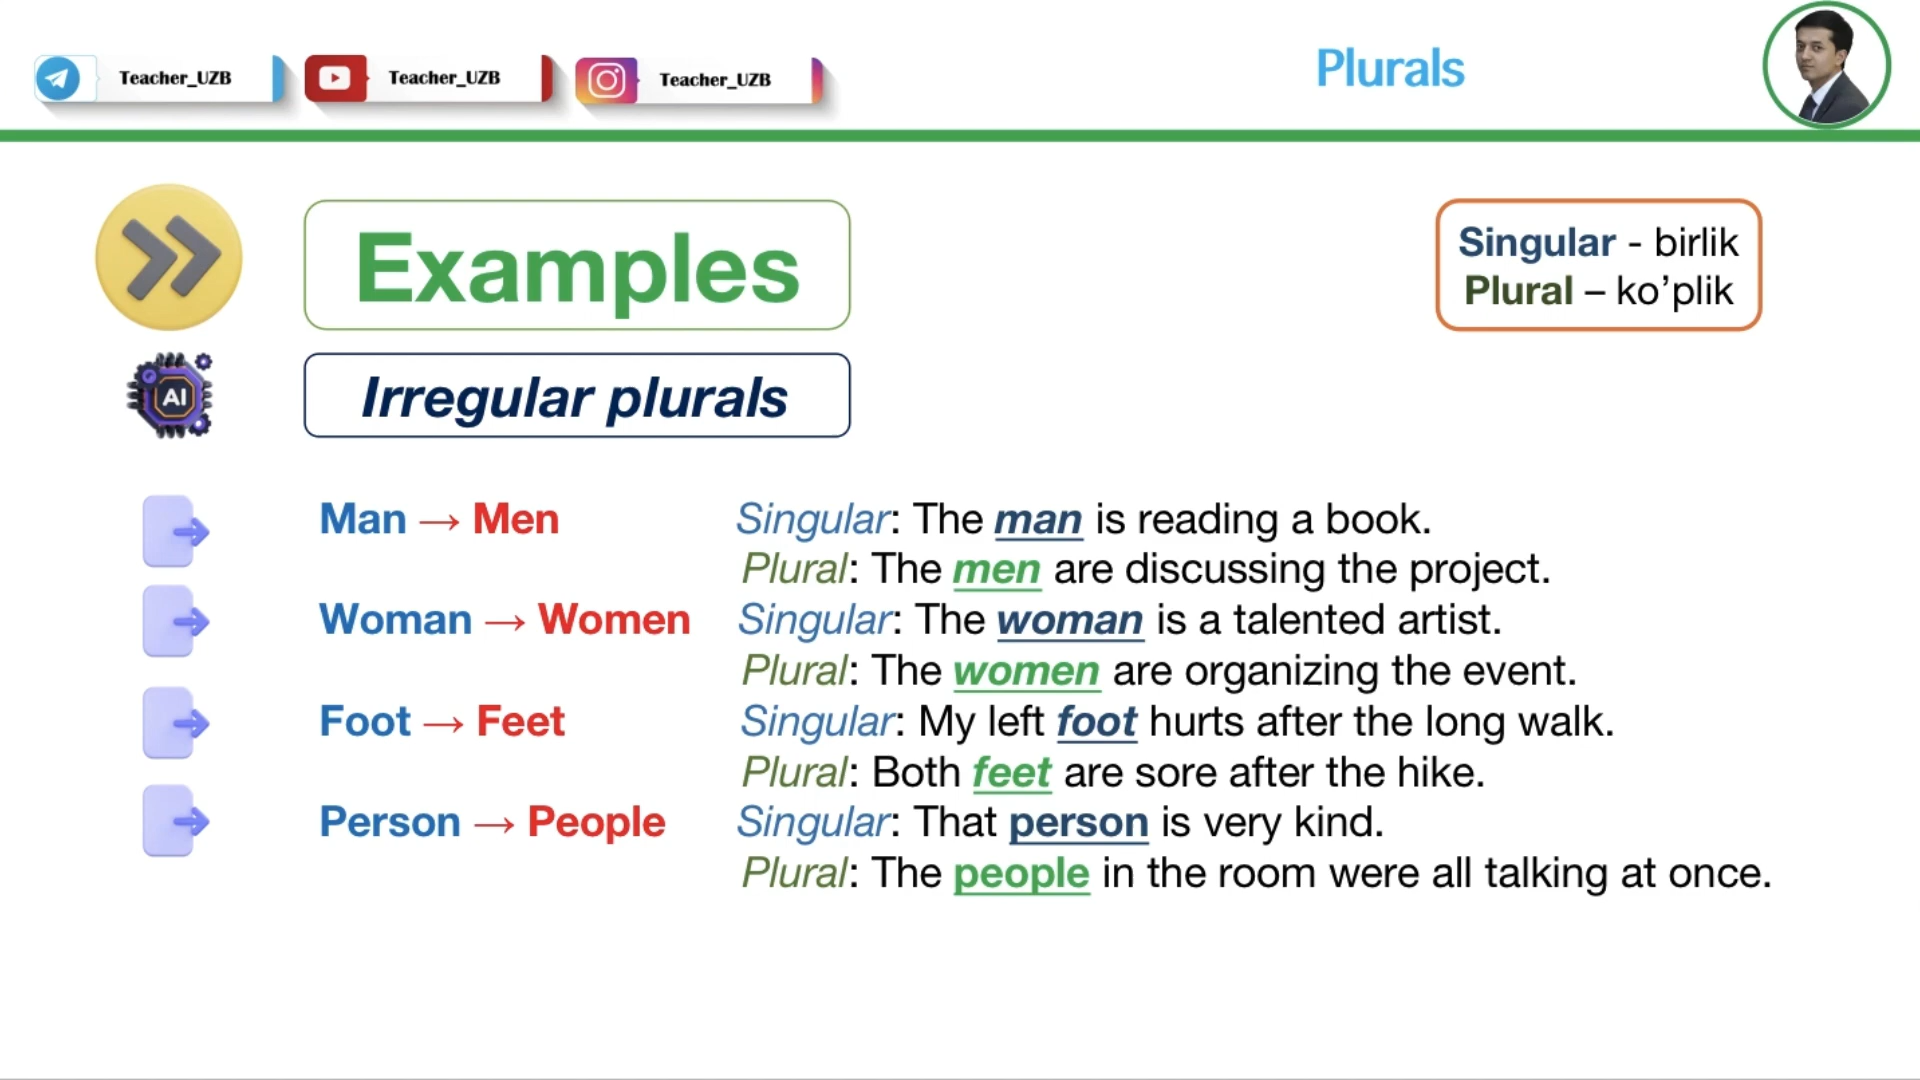 Teacher_UZB Teacher_UZB Teacher_UZB Plurals
Examples
Singular - birlik
Plural – ko’plik
AI
Irregular plurals
Man → Men Singular: The man is reading a book.
Plural: The men are discussing the project.
Woman → Women Singular: The woman is a talented artist.
Plural: The women are organizing the event.
Foot → Feet Singular: My left foot hurts after the long walk.
Plural: Both feet are sore after the hike.
Person → People Singular: That person is very kind.
Plural: The people in the room were all talking at once.